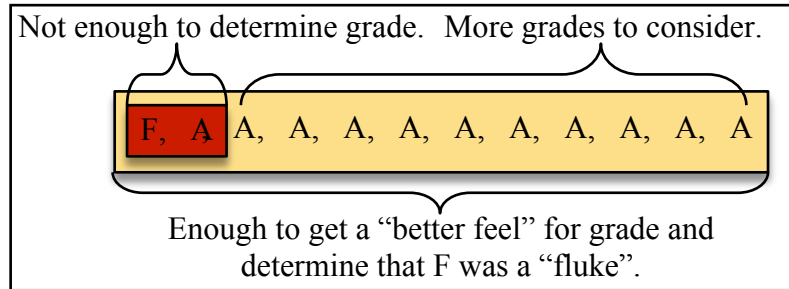 Not enough to determine grade. More grades to consider.
F, A, A, A, A, A, A, A, A, A, A, A
Enough to get a “better feel” for grade and
determine that F was a “fluke”.